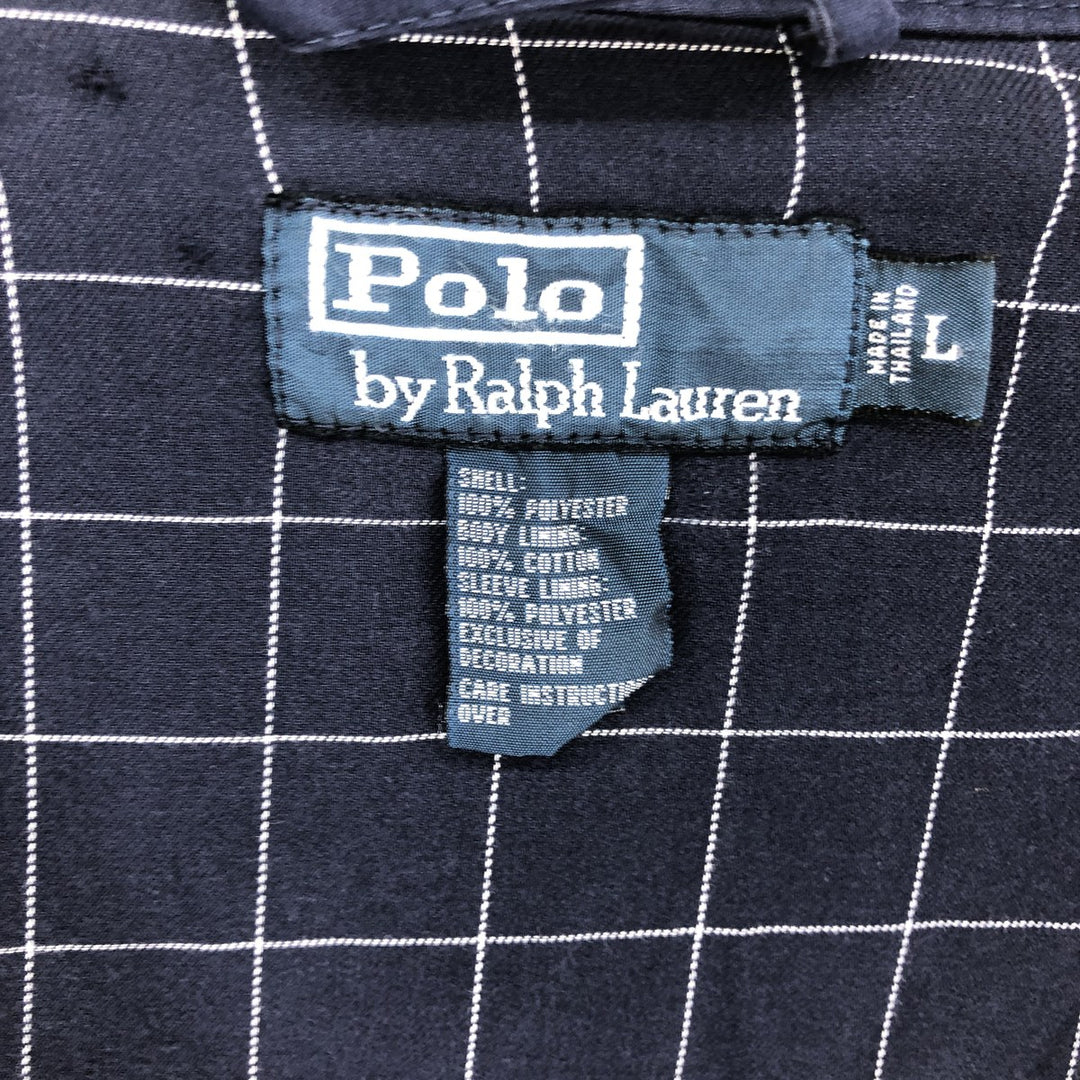 Polo
by Ralph Lauren
MADE IN
THAILAND
L
SHELL:
100% POLYESTER
BODY LINING:
100% COTTON
SLEEVE LINING:
100% POLYESTER
EXCLUSIVE OF
DECORATION
CARE INSTRUCTI
OVER